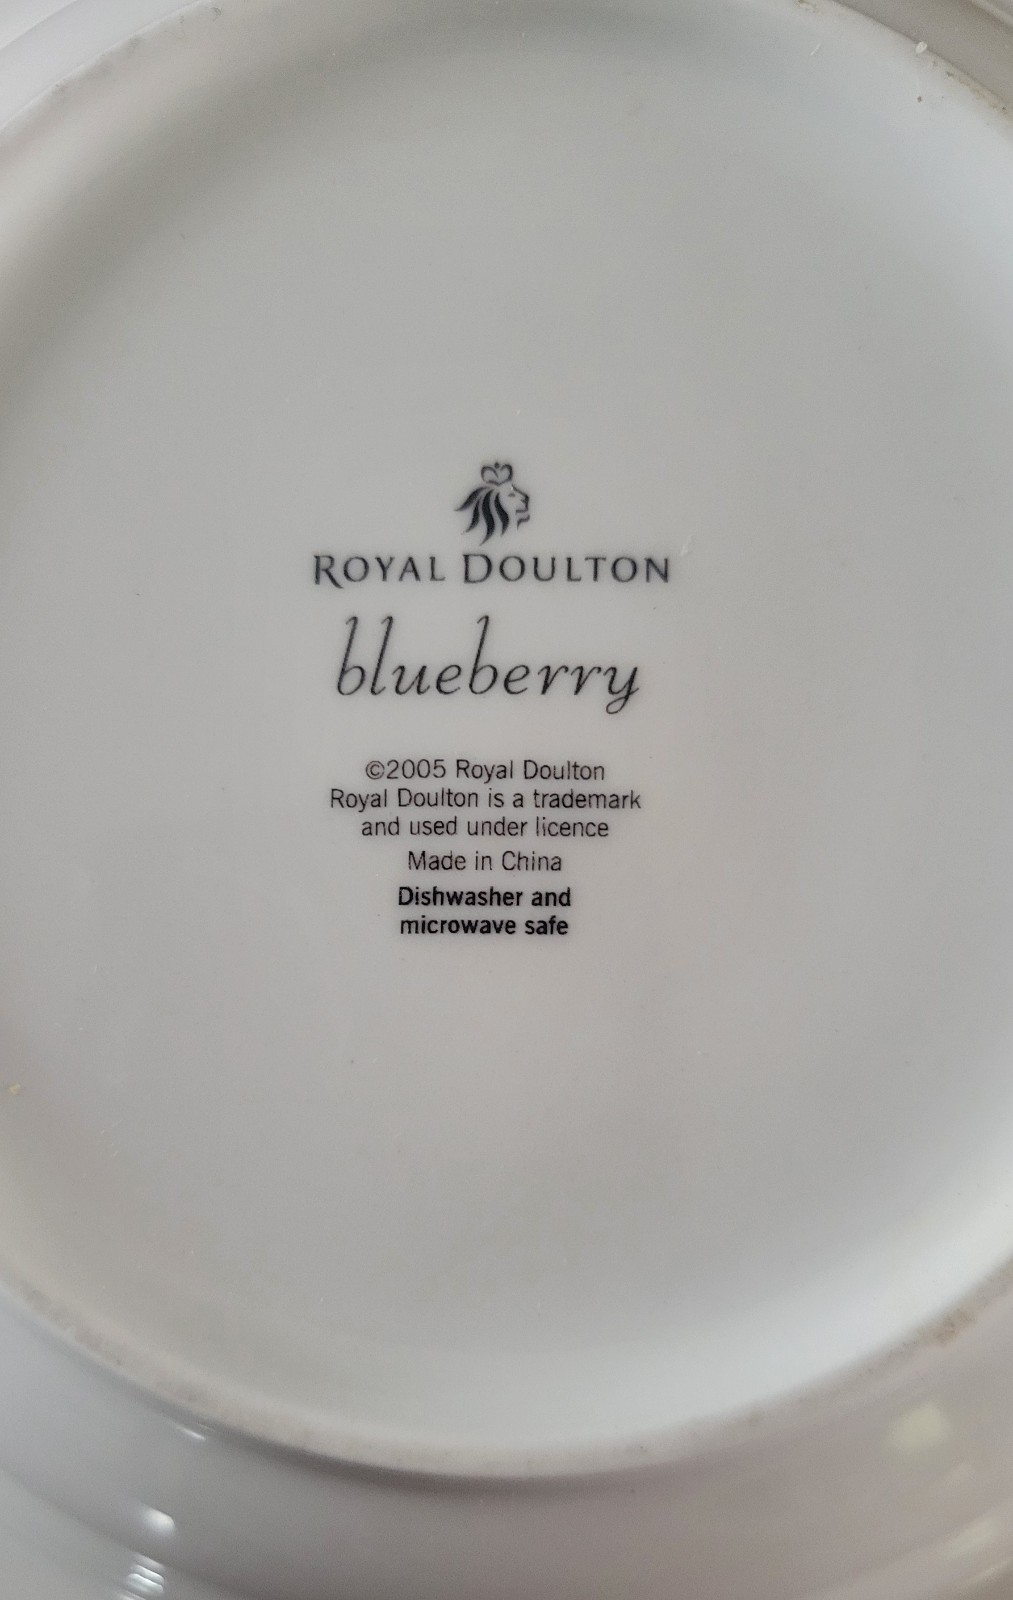 ROYAL DOULTON
blueberry
©2005 Royal Doulton
Royal Doulton is a trademark
and used under licence
Made in China
Dishwasher and
microwave safe